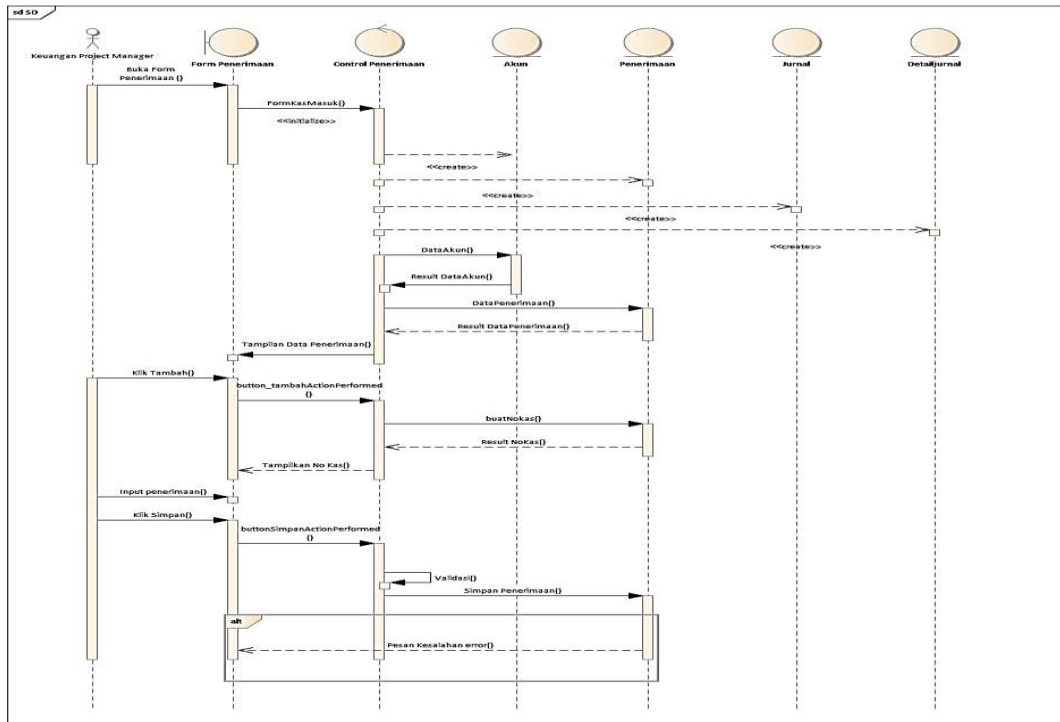 sd SD
Keuangan Project Manager
Form Penerimaan
Control Penerimaan
Akun
Penerimaan
Jurnal
DetailJurnal
Buka Form
Penerimaan ()
FormKasMasuk()
<<initialize>>
<<create>>
<<create>>
<<create>>
<<create>>
DataAkun()
Result DataAkun()
DataPenerimaan()
Result DataPenerimaan()
Tampilan Data Penerimaan()
Klik Tambah()
button_tambahActionPerformed
()
buatNokas()
Result NoKas()
Tampilkan No Kas()
Input penerimaan()
Klik Simpan()
buttonSimpanActionPerformed
()
Validasi()
Simpan Penerimaan()
alt
Pesan Kesalahan error()